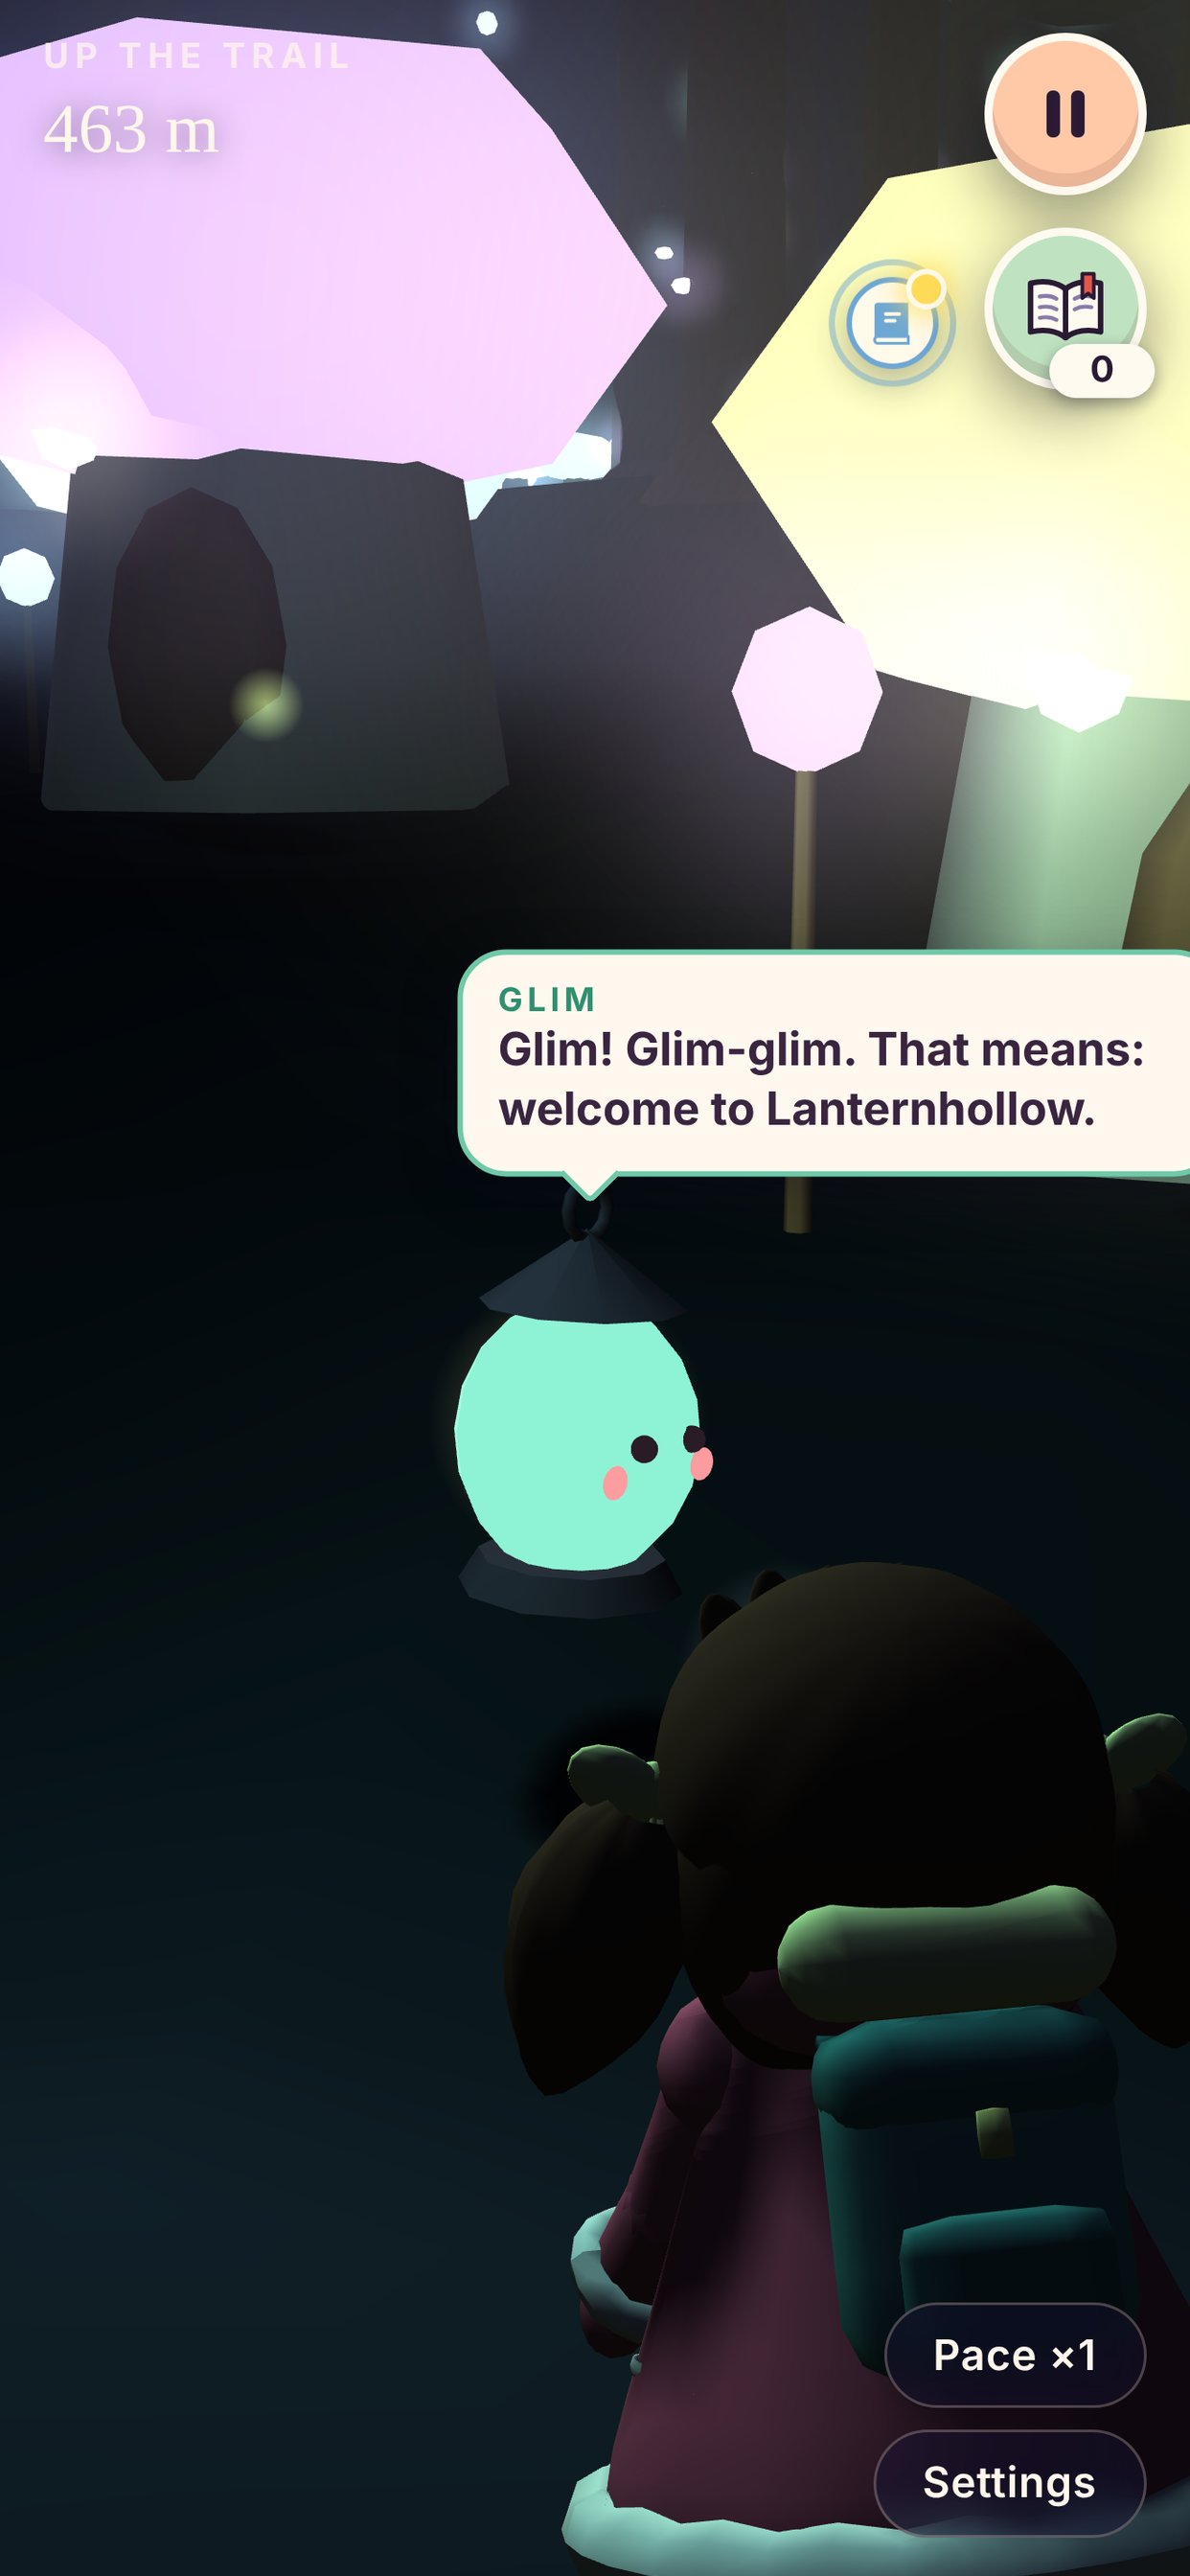 UP THE TRAIL
463 m
0
GLIM
Glim! Glim-glim. That means:
welcome to Lanternhollow.
Pace ×1
Settings